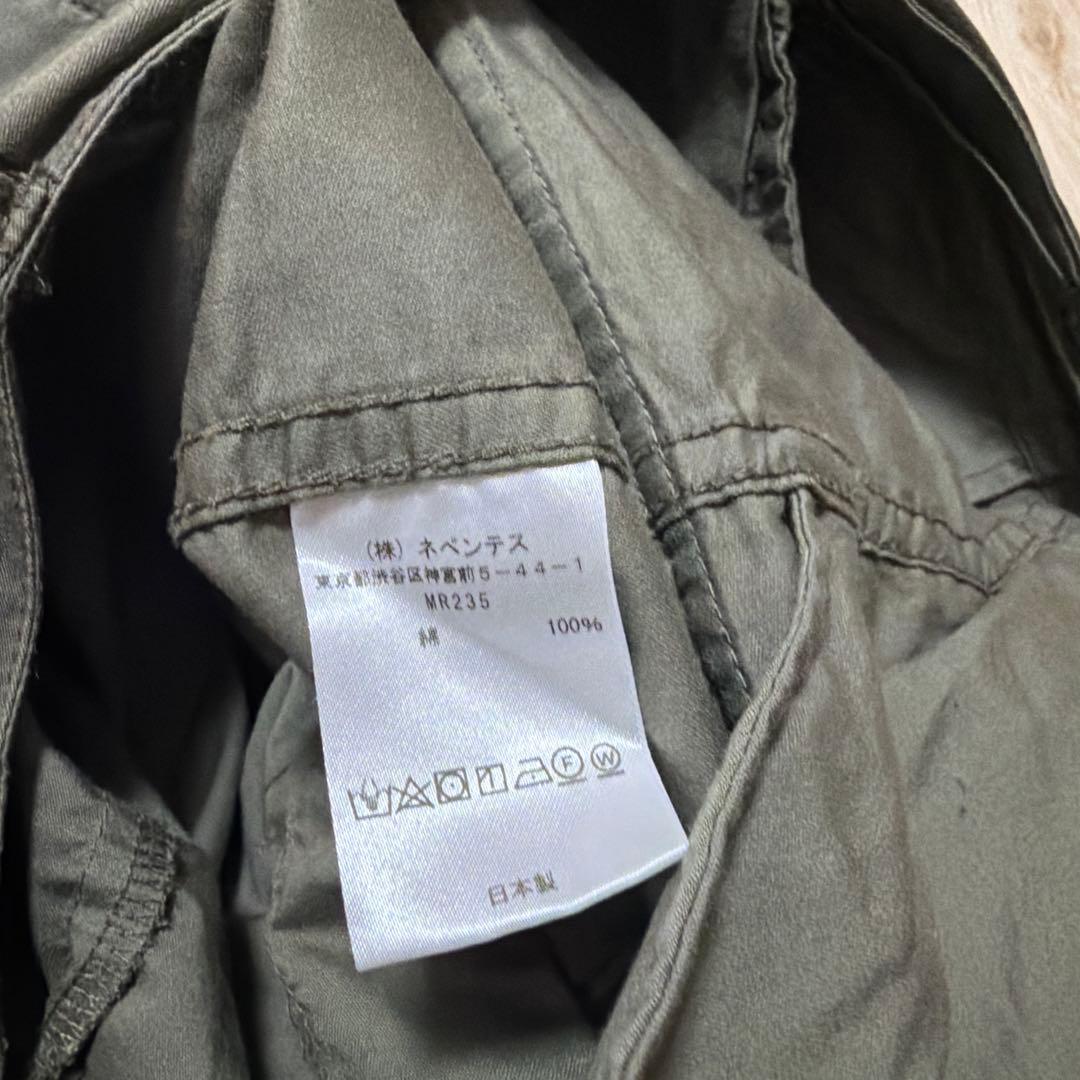 (株) ネペンテス
東京都渋谷区神宮前5-44-1
MR235
綿 100%
F W
日本製